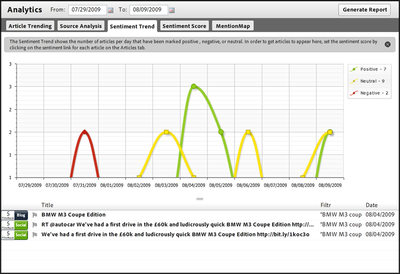 Analytics From: 07/29/2009 To: 08/09/2009 Generate Report
Article Trending Source Analysis Sentiment Trend Sentiment Score MentionMap
The Sentiment Trend shows the number of articles per day that have been marked positive , negative, or neutral. In order to get articles to appear here, set the sentiment score by
clicking on the sentiment link for each article on the Articles tab.
Positive - 7
Neutral - 9
Negative - 2
3
2
2
1
07/29/2009 07/30/2009 07/31/2009 08/01/2009 08/02/2009 08/03/2009 08/04/2009 08/05/2009 08/06/2009 08/07/2009 08/08/2009 08/09/2009
Title Filtr Date
5 Blog BMW M3 Coupe Edition "BMW M3 coup 08/04/2009
5 Social RT @autocar We've had a first drive in the £60k and ludicrously quick BMW M3 Coupe Edition http://... "BMW M3 coup 08/04/2009
5 Social We've had a first drive in the £60k and ludicrously quick BMW M3 Coupe Edition http://bit.ly/1koc3o "BMW M3 coup 08/04/2009